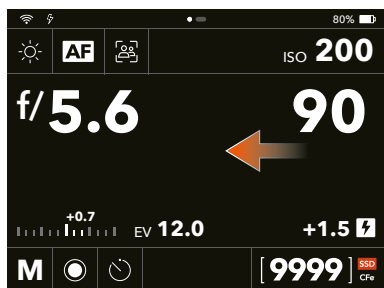 80%
AF ISO 200
f/5.6 90
+0.7
EV 12.0 +1.5
M [9999] SSD
CFe